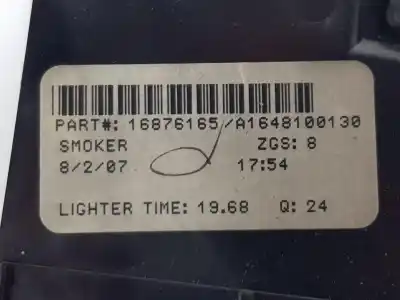 PART#: 16876165/A1648100130
SMOKER ZGS: 8
8/2/07 17:54
LIGHTER TIME: 19.68 Q: 24